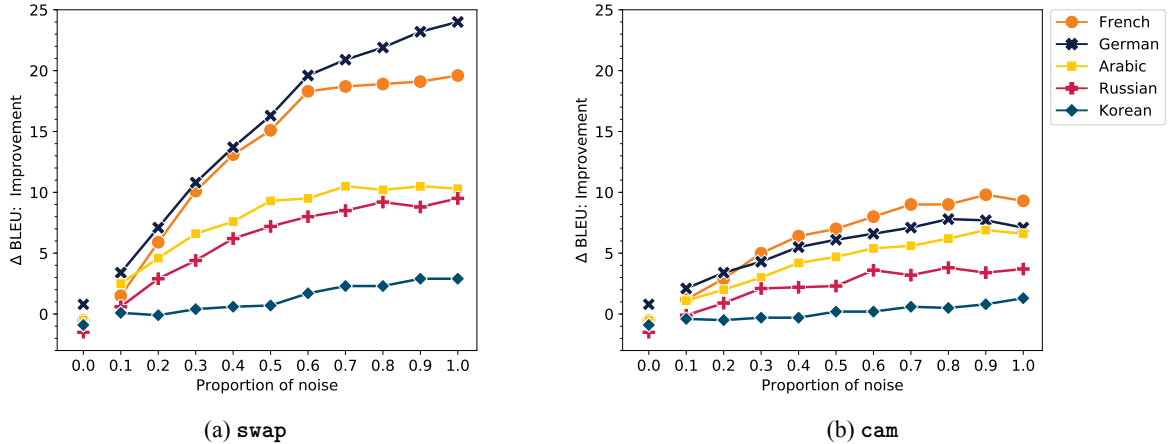 25
20
15
10
5
0
Δ BLEU: Improvement
0.0 0.1 0.2 0.3 0.4 0.5 0.6 0.7 0.8 0.9 1.0
Proportion of noise
(a) swap
25
20
15
10
5
0
Δ BLEU: Improvement
0.0 0.1 0.2 0.3 0.4 0.5 0.6 0.7 0.8 0.9 1.0
Proportion of noise
(b) cam
French
German
Arabic
Russian
Korean